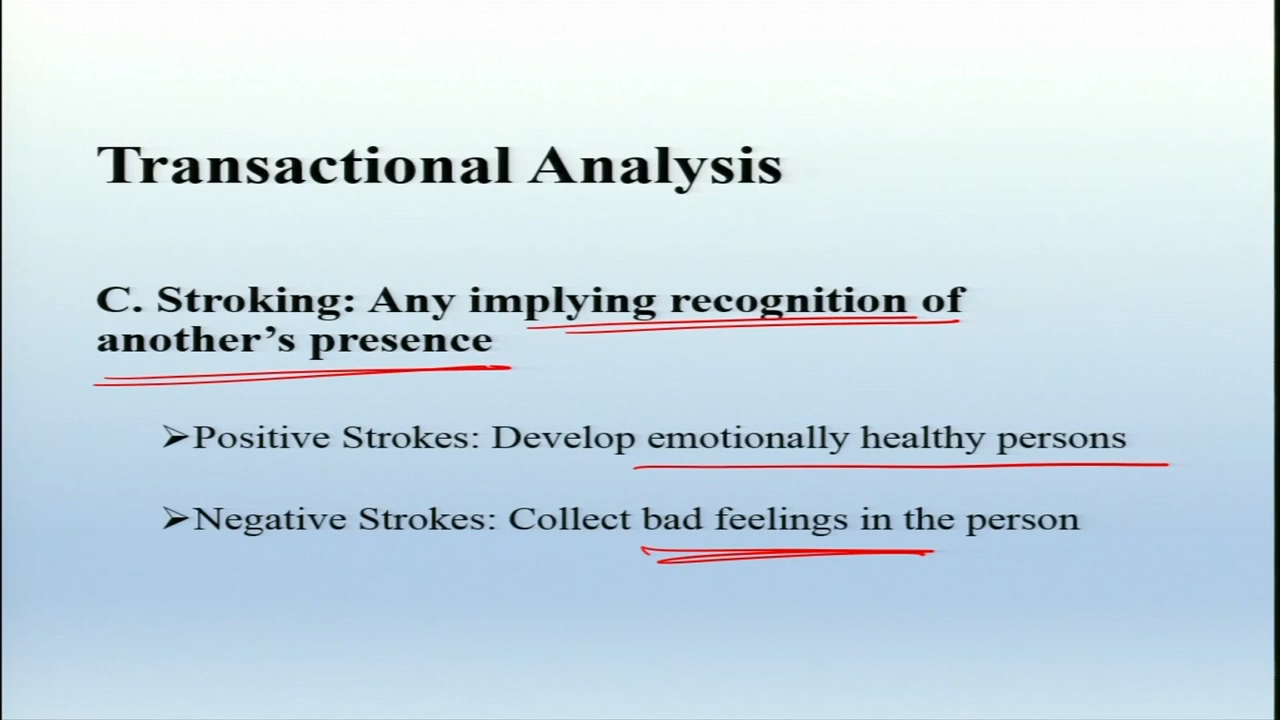 Transactional Analysis
C. Stroking: Any implying recognition of
another’s presence
➢Positive Strokes: Develop emotionally healthy persons
➢Negative Strokes: Collect bad feelings in the person